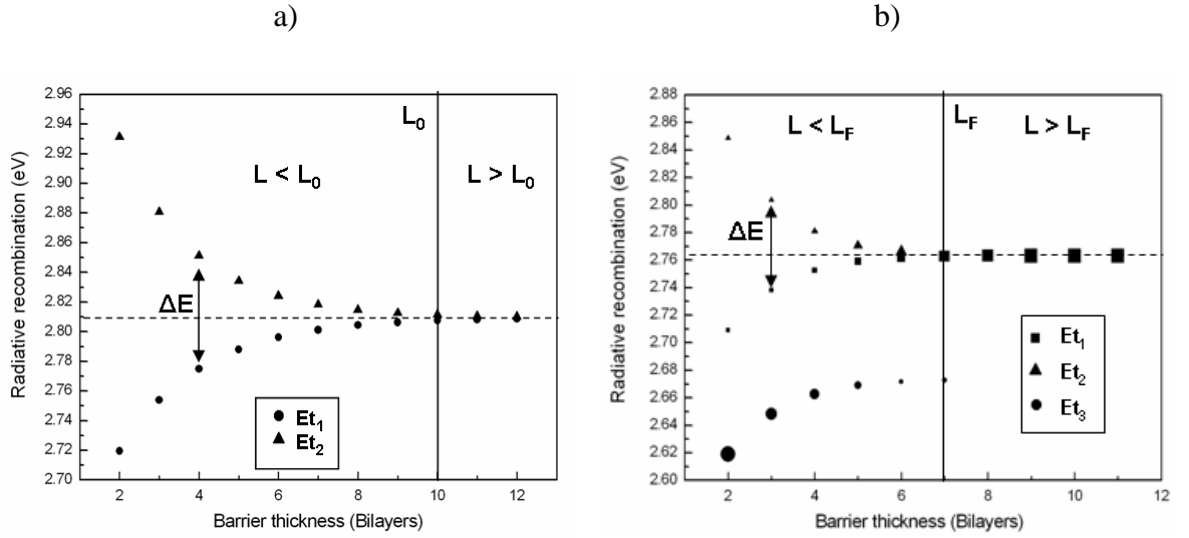 a)
2.96
2.94
2.92
2.90
2.88
2.86
2.84
2.82
2.80
2.78
2.76
2.74
2.72
2.70
Radiative recombination (eV)
L₀
L < L₀
L > L₀
ΔE
Et₁
Et₂
2 4 6 8 10 12
Barrier thickness (Bilayers)
b)
2.88
2.86
2.84
2.82
2.80
2.78
2.76
2.74
2.72
2.70
2.68
2.66
2.64
2.62
2.60
Radiative recombination (eV)
L < L_F
L_F
L > L_F
ΔE
Et₁
Et₂
Et₃
2 4 6 8 10 12
Barrier thickness (Bilayers)